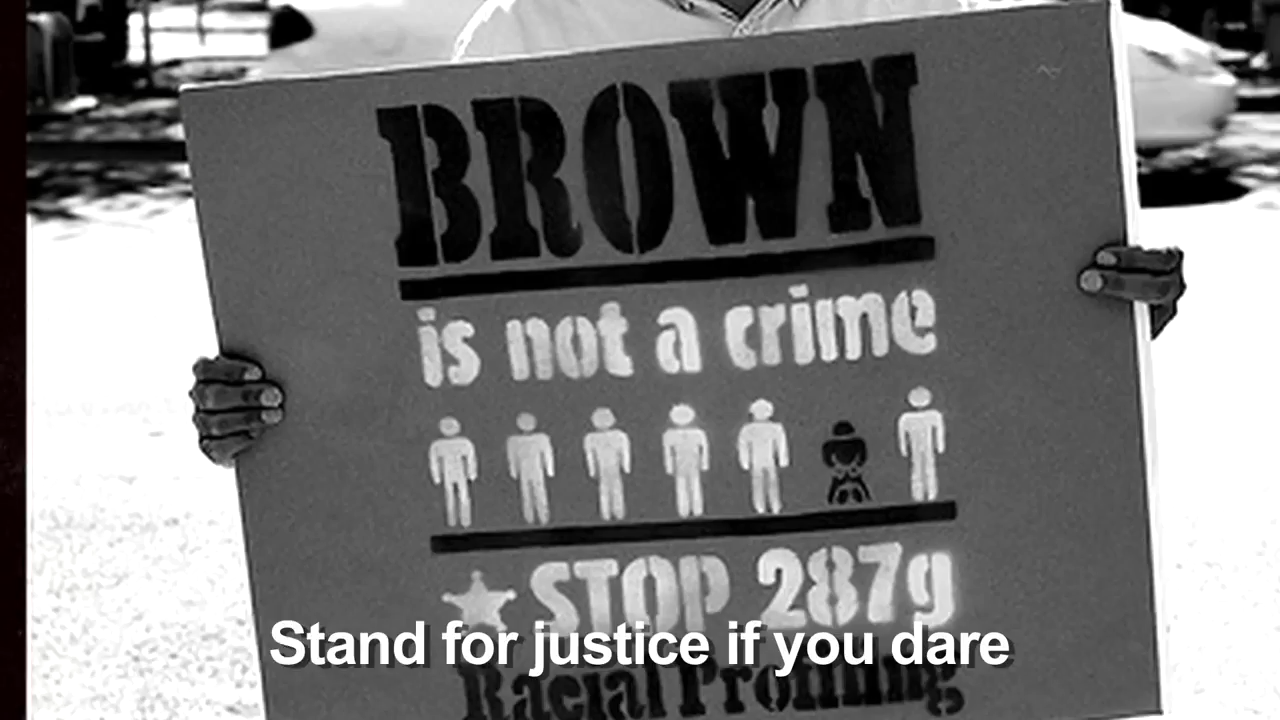 BROWN
is not a crime
STOP 287g
Stand for justice if you dare
Racial Profiling